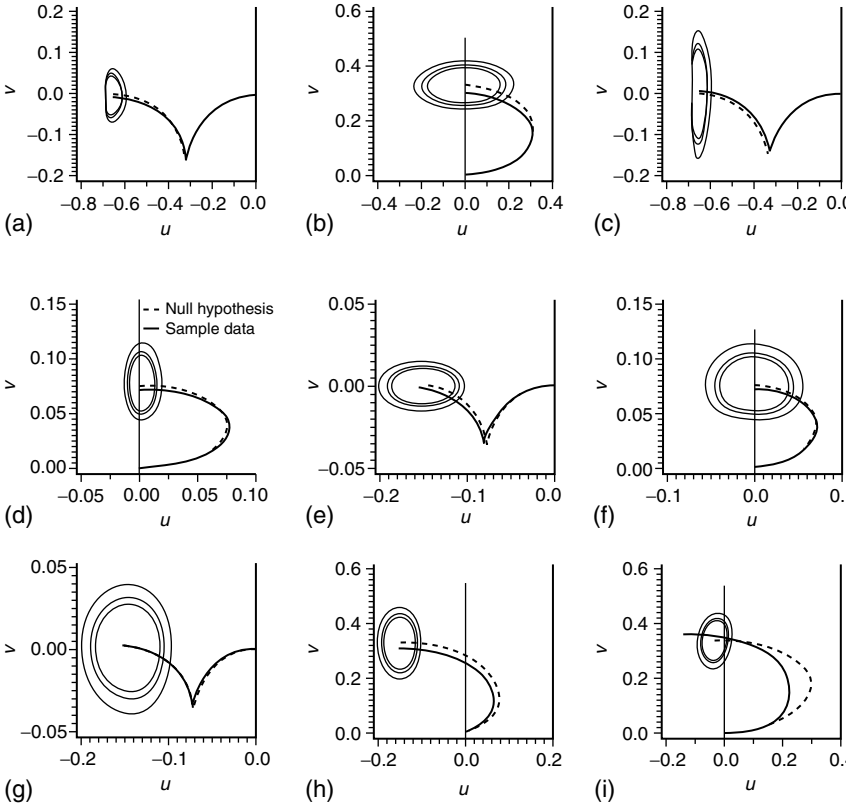 0.2
0.1
0.0
−0.1
−0.2
v
−0.8 −0.6 −0.4 −0.2 0.0
u
(a)
0.6
0.4
0.2
0.0
v
−0.4 −0.2 0.0 0.2 0.4
u
(b)
0.2
0.1
0.0
−0.1
−0.2
v
−0.8 −0.6 −0.4 −0.2 0.0
u
(c)
0.15
0.10
0.05
0.00
v
Null hypothesis
Sample data
−0.05 0.00 0.05 0.10
u
(d)
0.05
0.00
−0.05
v
−0.2 −0.1 0.0
u
(e)
0.15
0.10
0.05
0.00
v
−0.1 0.0 0.1
u
(f)
0.05
0.00
−0.05
v
−0.2 −0.1 0.0
u
(g)
0.6
0.4
0.2
0.0
v
−0.2 0.0 0.2
u
(h)
0.6
0.4
0.2
0.0
v
−0.2 0.0 0.2 0.4
u
(i)